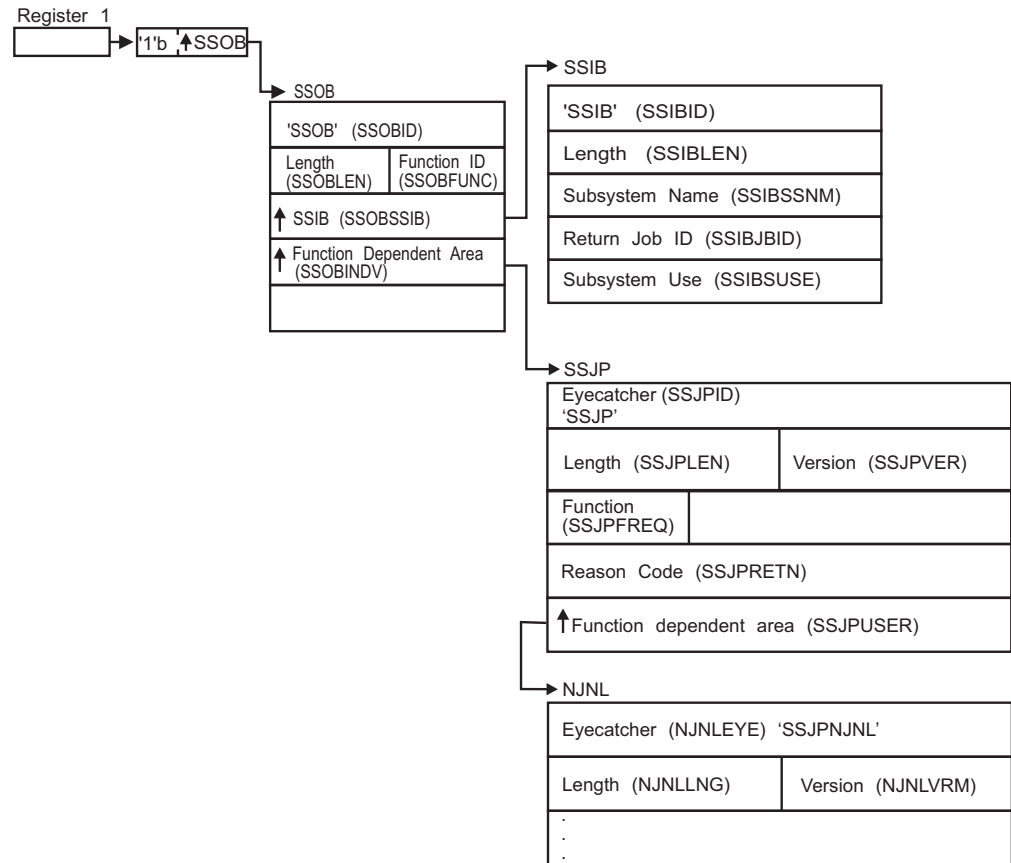 Register 1
'1'b SSOB
SSOB
'SSOB' (SSOBID)
Length
(SSOBLEN)
Function ID
(SSOBFUNC)
SSIB (SSOBSSIB)
Function Dependent Area
(SSOBINDV)
SSIB
'SSIB' (SSIBID)
Length (SSIBLEN)
Subsystem Name (SSIBSSNM)
Return Job ID (SSIBJBID)
Subsystem Use (SSIBSUSE)
SSJP
Eyecatcher (SSJPID)
‘SSJP’
Length (SSJPLEN)
Version (SSJPVER)
Function
(SSJPFREQ)
Reason Code (SSJPRETN)
Function dependent area (SSJPUSER)
NJNL
Eyecatcher (NJNLEYE) ‘SSJPNJNL’
Length (NJNLLNG)
Version (NJNLVRM)
.
.
.